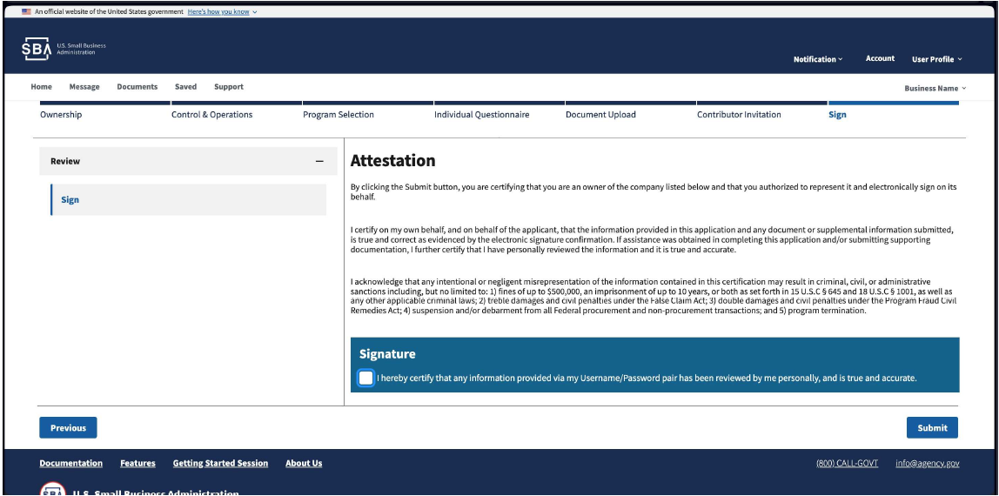 An official website of the United States government Here's how you know
SBA U.S. Small Business
Administration
Notification Account User Profile
Home Message Documents Saved Support Business Name
Ownership Control & Operations Program Selection Individual Questionnaire Document Upload Contributor Invitation Sign
Review
Sign
Attestation
By clicking the Submit button, you are certifying that you are an owner of the company listed below and that you authorized to represent it and electronically sign on its
behalf.
I certify on my own behalf, and on behalf of the applicant, that the information provided in this application and any document or supplemental information submitted,
is true and correct as evidenced by the electronic signature confirmation. If assistance was obtained in completing this application and/or submitting supporting
documentation, I further certify that I have personally reviewed the information and it is true and accurate.
I acknowledge that any intentional or negligent misrepresentation of the information contained in this certification may result in criminal, civil, or administrative
sanctions including, but no limited to: 1) fines of up to $500,000, an imprisonment of up to 10 years, or both as set forth in 15 U.S.C § 645 and 18 U.S.C § 1001, as well as
any other applicable criminal laws; 2) treble damages and civil penalties under the False Claim Act; 3) double damages and civil penalties under the Program Fraud Civil
Remedies Act; 4) suspension and/or debarment from all Federal procurement and non-procurement transactions; and 5) program termination.
Signature
I hereby certify that any information provided via my Username/Password pair has been reviewed by me personally, and is true and accurate.
Previous Submit
Documentation Features Getting Started Session About Us (800) CALL-GOVT info@agency.gov
SBA U.S. Small Business Administration